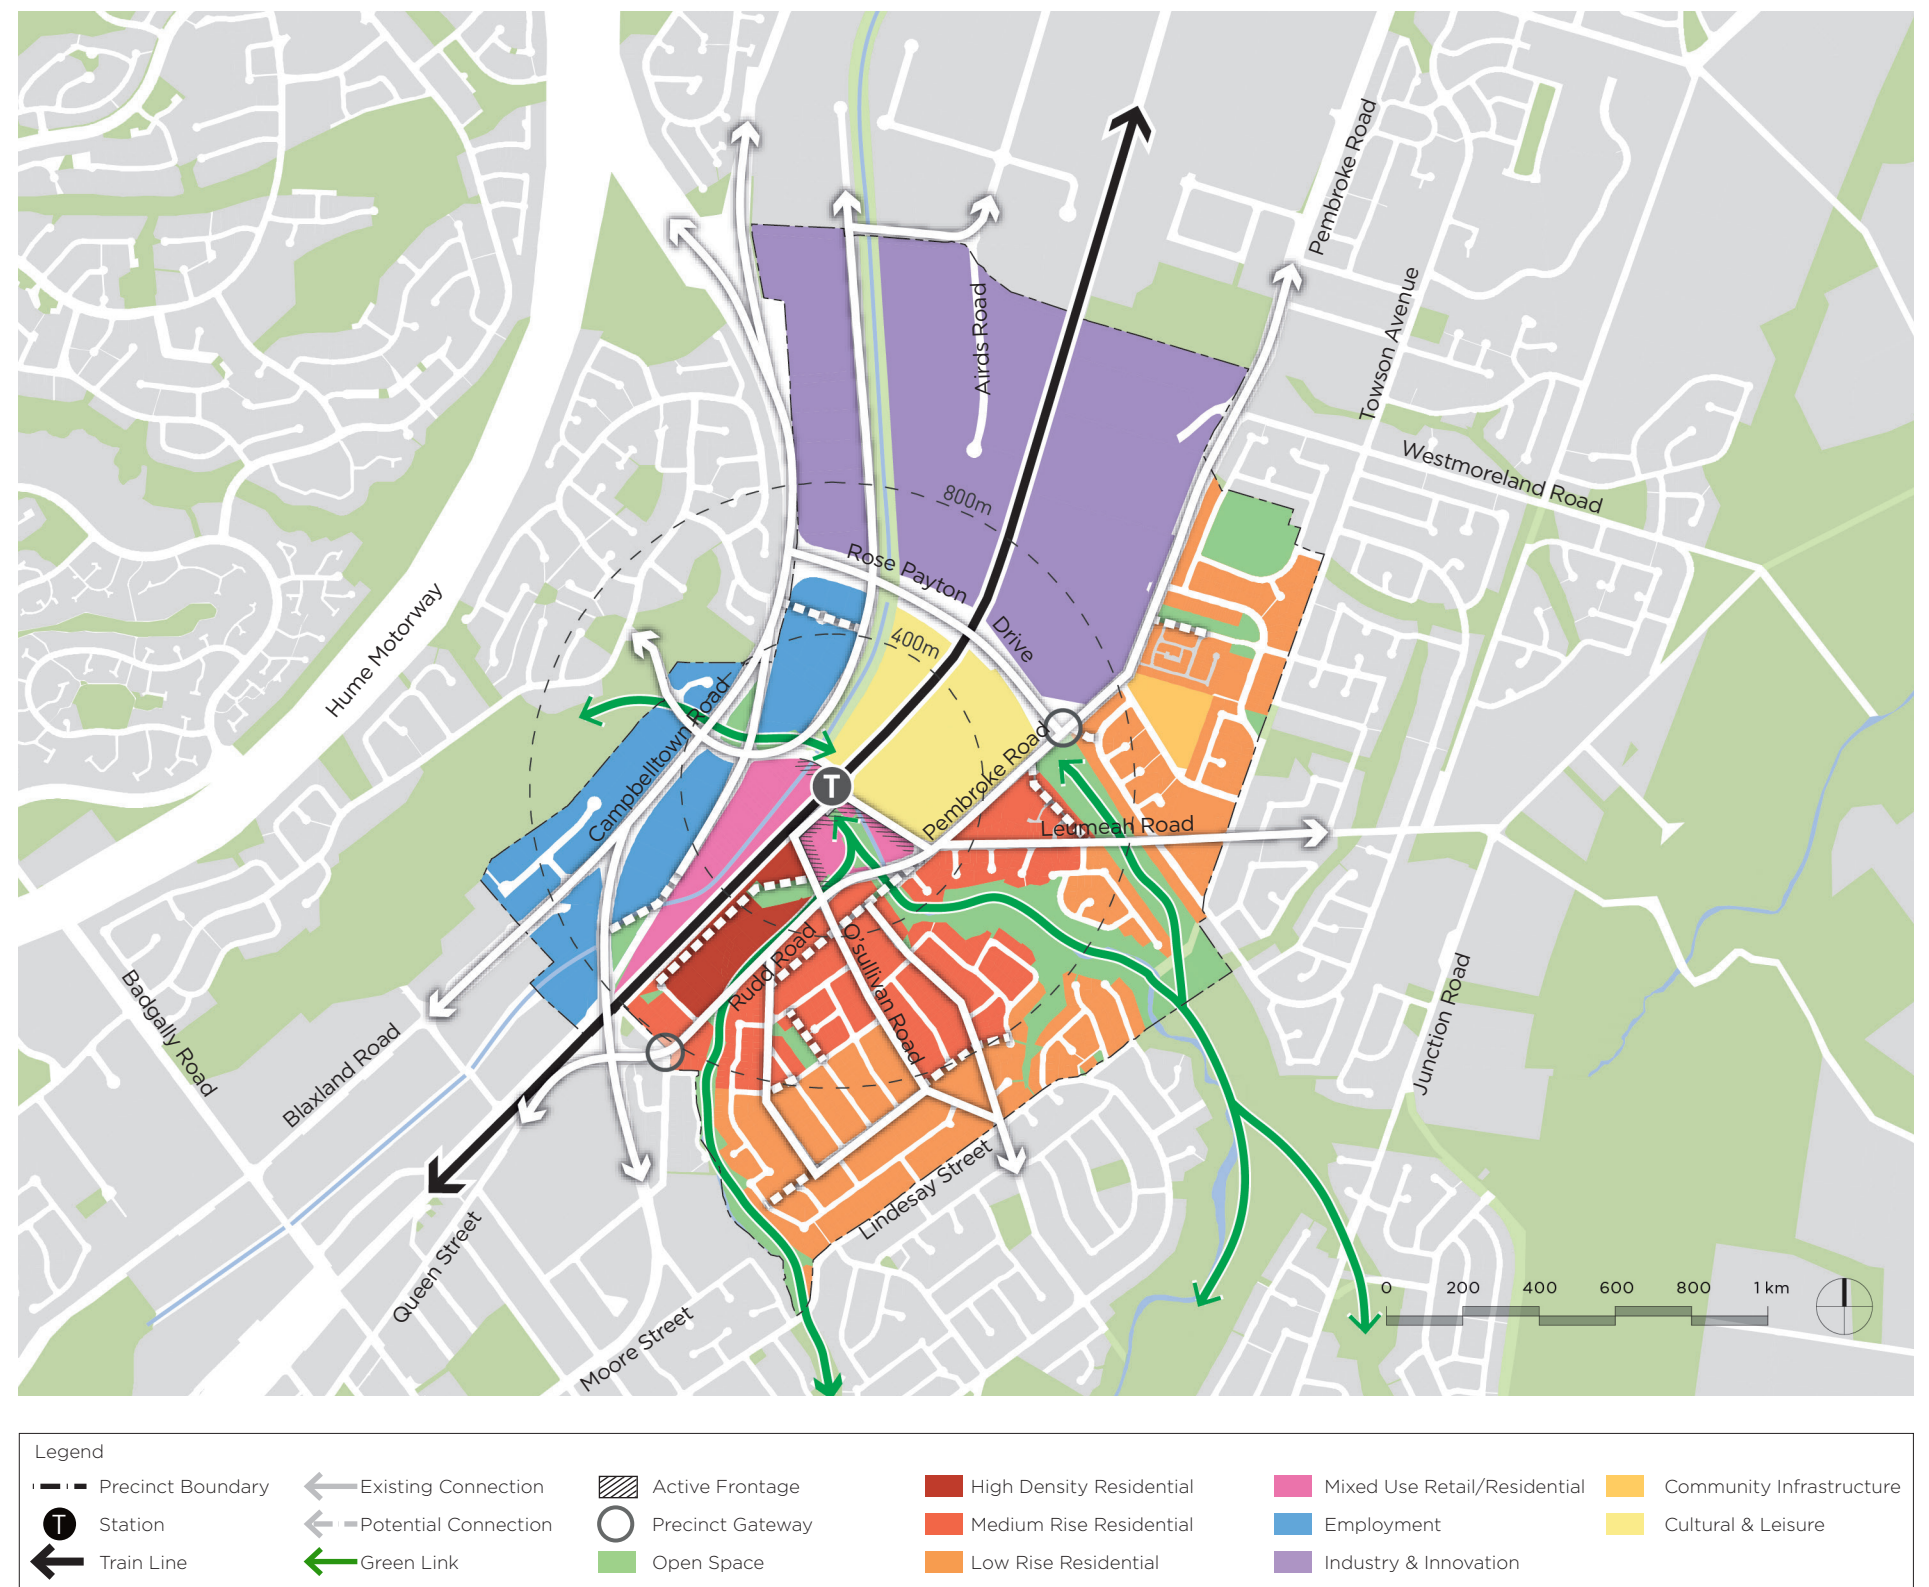 Pembroke Road
Airds Road
Towson Avenue
Westmoreland Road
800m
Rose Payton
Drive
400m
Hume Motorway
Campbelltown Road
T
Pembroke Road
Leumeah Road
Rudd Road
O'sullivan Road
Badgally Road
Blaxland Road
Junction Road
Lindesay Street
Queen Street
Moore Street
0 200 400 600 800 1 km
Legend
Precinct Boundary
T Station
Train Line
Existing Connection
Potential Connection
Green Link
Active Frontage
Precinct Gateway
Open Space
High Density Residential
Medium Rise Residential
Low Rise Residential
Mixed Use Retail/Residential
Employment
Industry & Innovation
Community Infrastructure
Cultural & Leisure